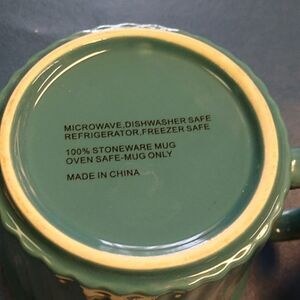 MICROWAVE,DISHWASHER SAFE
REFRIGERATOR,FREEZER SAFE
100% STONEWARE MUG
OVEN SAFE-MUG ONLY
MADE IN CHINA